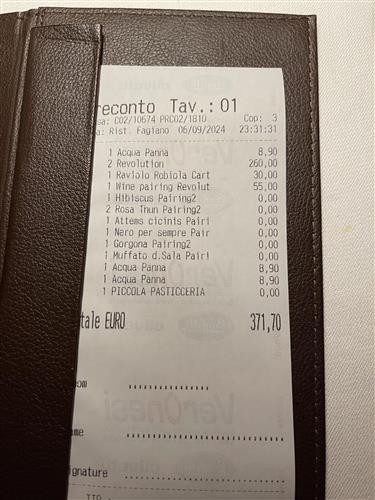 reconto Tav.: 01
sa: C02/10674 PRC02/1810 Cop: 3
a: Rist. Fagiano 06/09/2024 23:31:31
1 Acqua Panna 8,90
2 Revolution 260,00
1 Raviolo Robiola Cart 30,00
1 Wine pairing Revolut 55,00
1 Hibiscus Pairing2 0,00
2 Rosa Thun Pairing2 0,00
1 Attems cicinis Pairi 0,00
1 Nero per sempre Pair 0,00
1 Gorgona Pairing2 0,00
1 Muffato d.Sala Pairi 0,00
1 Acqua Panna 8,90
1 Acqua Panna 8,90
1 PICCOLA PASTICCERIA 0,00
tale EURO 371,70
om
ame
gnature